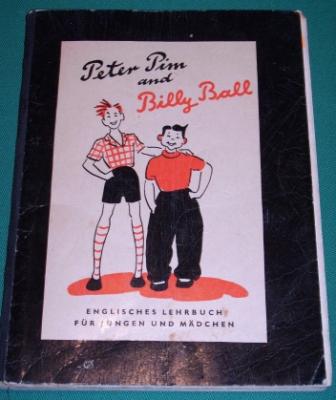 Peter Pim
and
Billy Ball
ENGLISCHES LEHRBUCH
FÜR JUNGEN UND MÄDCHEN